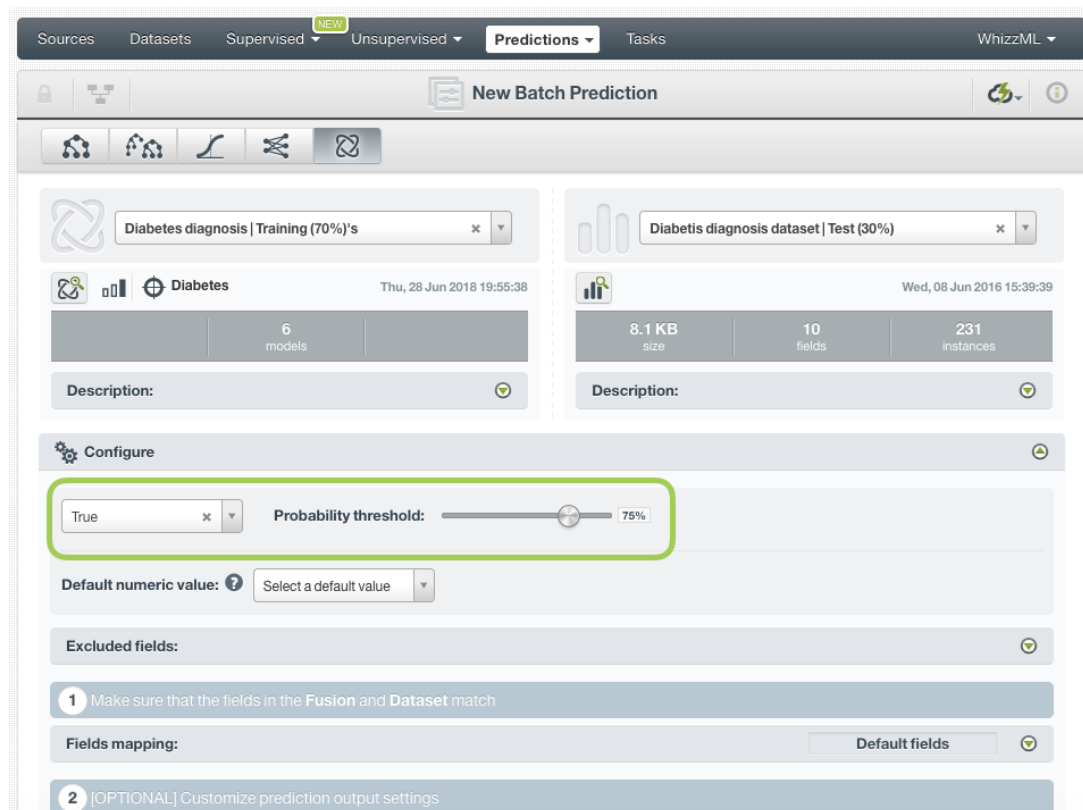 NEW
Sources Datasets Supervised Unsupervised Predictions Tasks WhizzML
New Batch Prediction
Diabetes diagnosis | Training (70%)'s
Diabetis diagnosis dataset | Test (30%)
Diabetes Thu, 28 Jun 2018 19:55:38
Wed, 08 Jun 2016 15:39:39
6
models
8.1 KB 10 231
size fields instances
Description:
Description:
Configure
True Probability threshold: 75%
Default numeric value: ? Select a default value
Excluded fields:
1 Make sure that the fields in the Fusion and Dataset match
Fields mapping: Default fields
2 [OPTIONAL] Customize prediction output settings